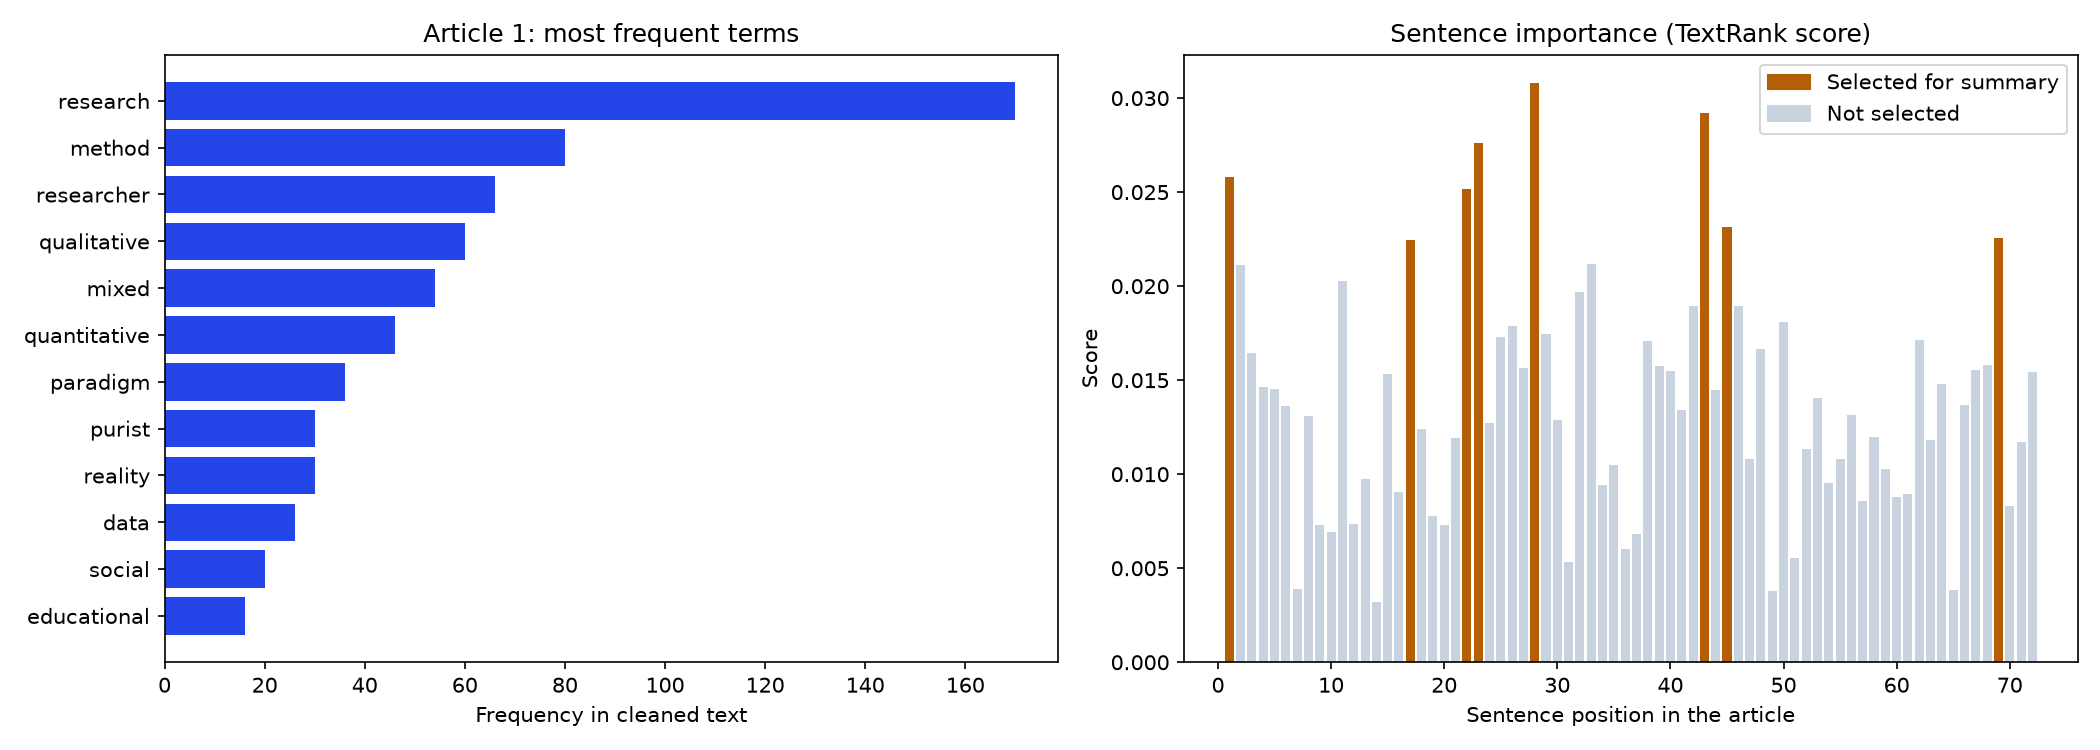 Article 1: most frequent terms
research
method
researcher
qualitative
mixed
quantitative
paradigm
purist
reality
data
social
educational
0 20 40 60 80 100 120 140 160
Frequency in cleaned text
Sentence importance (TextRank score)
Selected for summary
Not selected
0.030
0.025
0.020
0.015
0.010
0.005
0.000
Score
0 10 20 30 40 50 60 70
Sentence position in the article